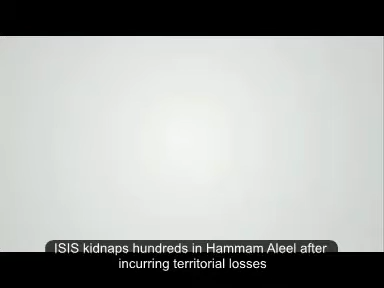 ISIS kidnaps hundreds in Hammam Aleel after
incurring territorial losses